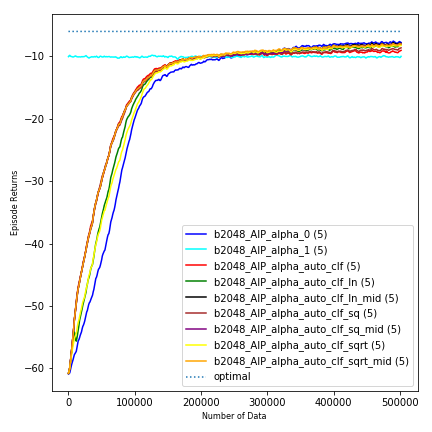 −10
−20
−30
−40
−50
−60
Episode Returns
b2048_AIP_alpha_0 (5)
b2048_AIP_alpha_1 (5)
b2048_AIP_alpha_auto_clf (5)
b2048_AIP_alpha_auto_clf_ln (5)
b2048_AIP_alpha_auto_clf_ln_mid (5)
b2048_AIP_alpha_auto_clf_sq (5)
b2048_AIP_alpha_auto_clf_sq_mid (5)
b2048_AIP_alpha_auto_clf_sqrt (5)
b2048_AIP_alpha_auto_clf_sqrt_mid (5)
optimal
0 100000 200000 300000 400000 500000
Number of Data